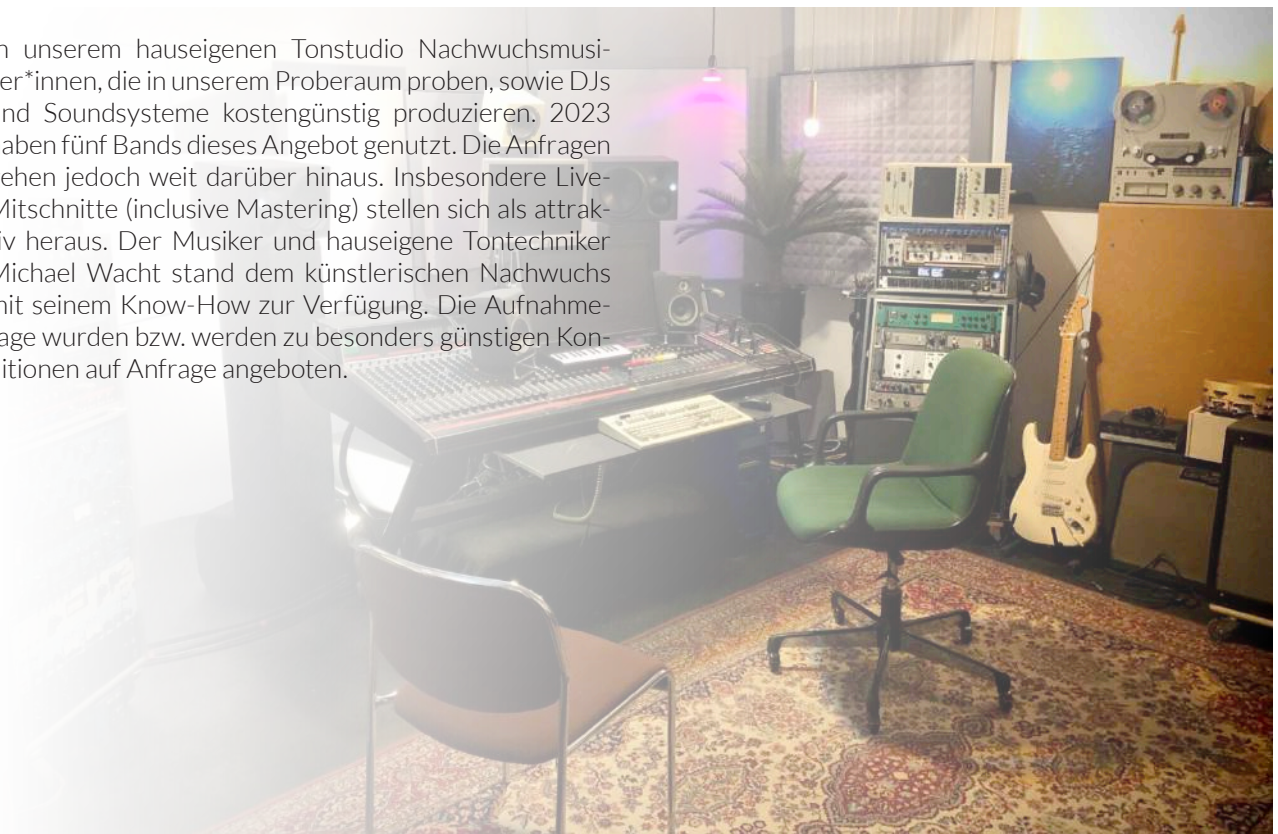 n unserem hauseigenen Tonstudio Nachwuchsmusi-
er*innen, die in unserem Proberaum proben, sowie DJs
nd Soundsysteme kostengünstig produzieren. 2023
aben fünf Bands dieses Angebot genutzt. Die Anfragen
ehen jedoch weit darüber hinaus. Insbesondere Live-
Mitschnitte (inclusive Mastering) stellen sich als attrak-
iv heraus. Der Musiker und hauseigene Tontechniker
Michael Wacht stand dem künstlerischen Nachwuchs
mit seinem Know-How zur Verfügung. Die Aufnahme-
age wurden bzw. werden zu besonders günstigen Kon-
itionen auf Anfrage angeboten.